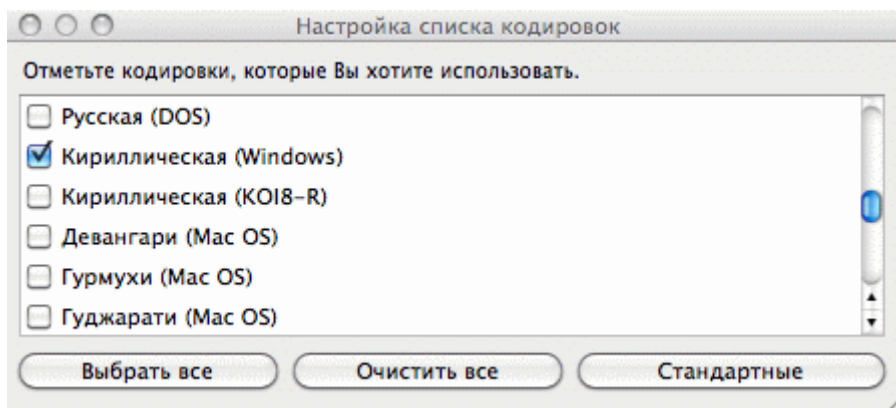 Настройка списка кодировок
Отметьте кодировки, которые Вы хотите использовать.
Русская (DOS)
Кириллическая (Windows)
Кириллическая (KOI8-R)
Девангари (Mac OS)
Гурмухи (Mac OS)
Гуджарати (Mac OS)
Выбрать все Очистить все Стандартные